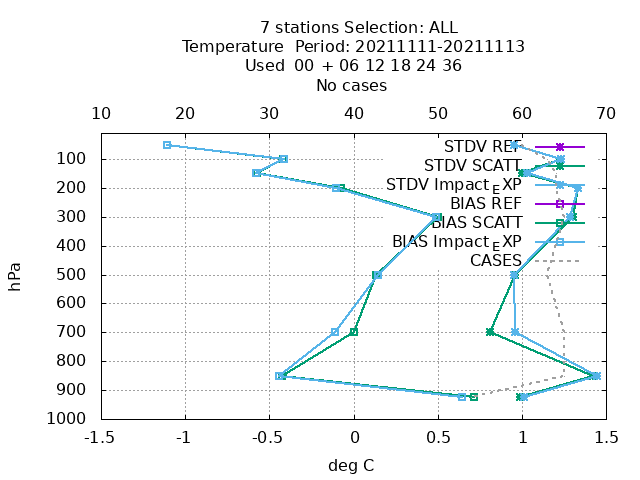 7 stations Selection: ALL
Temperature  Period: 20211111-20211113
Used  00 + 06 12 18 24 36
No cases
10 20 30 40 50 60 70
STDV REF
STDV SCATT
STDV Impact_EXP
BIAS REF
BIAS SCATT
BIAS Impact_EXP
CASES
100
200
300
400
500
600
700
800
900
1000
hPa
-1.5 -1 -0.5 0 0.5 1 1.5
deg C